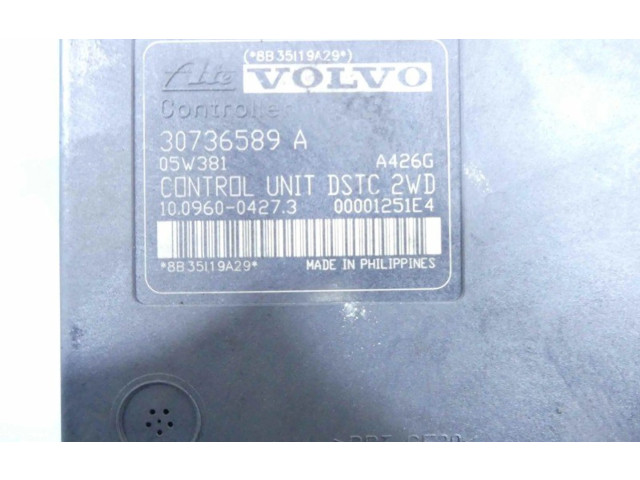 (*8B35I19A29*)
Ate VOLVO
Controller
30736589 A
05W381 A426G
CONTROL UNIT DSTC 2WD
10.0960-0427.3 00001251E4
*8B35I19A29* MADE IN PHILIPPINES